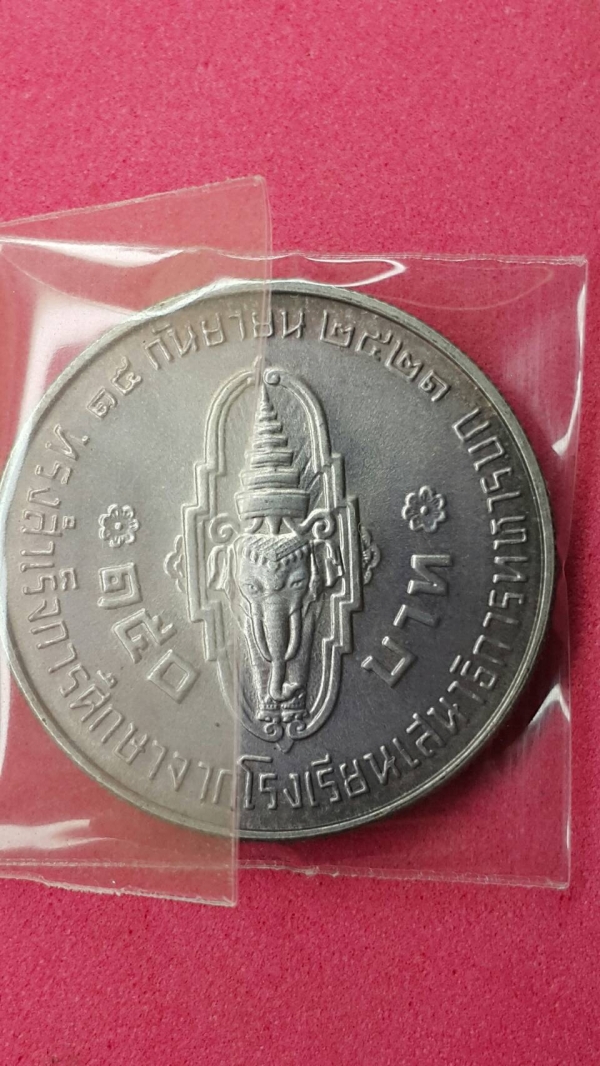 ทรงสำเร็จการศึกษาจากโรงเรียนเสนาธิการทหารบก
๑๕ กันยายน ๒๕๒๑
๑๕๐
บาท